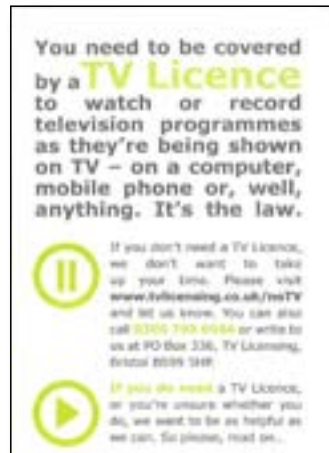 You need to be covered
by a TV Licence
to watch or record
television programmes
as they're being shown
on TV – on a computer,
mobile phone or, well,
anything. It's the law.
If you don't need a TV Licence,
we don't want to take
up your time. Please visit
www.tvlicensing.co.uk/noTV
and let us know. You can also
call or write to
us at PO Box 336, TV Licensing,
Bristol
If you do need a TV Licence,
or you're unsure whether you
do, we want to be as helpful as
we can. So please, read on...